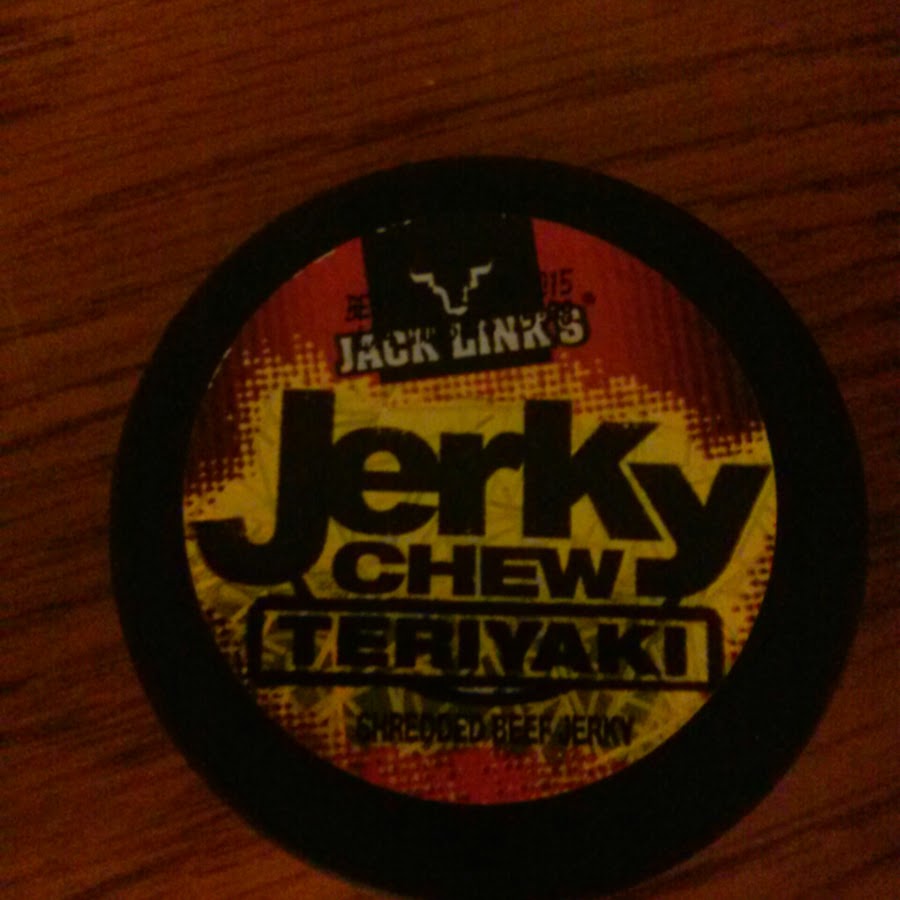 JACK LINK'S®
Jerky
CHEW
TERIYAKI
SHREDDED BEEF JERKY